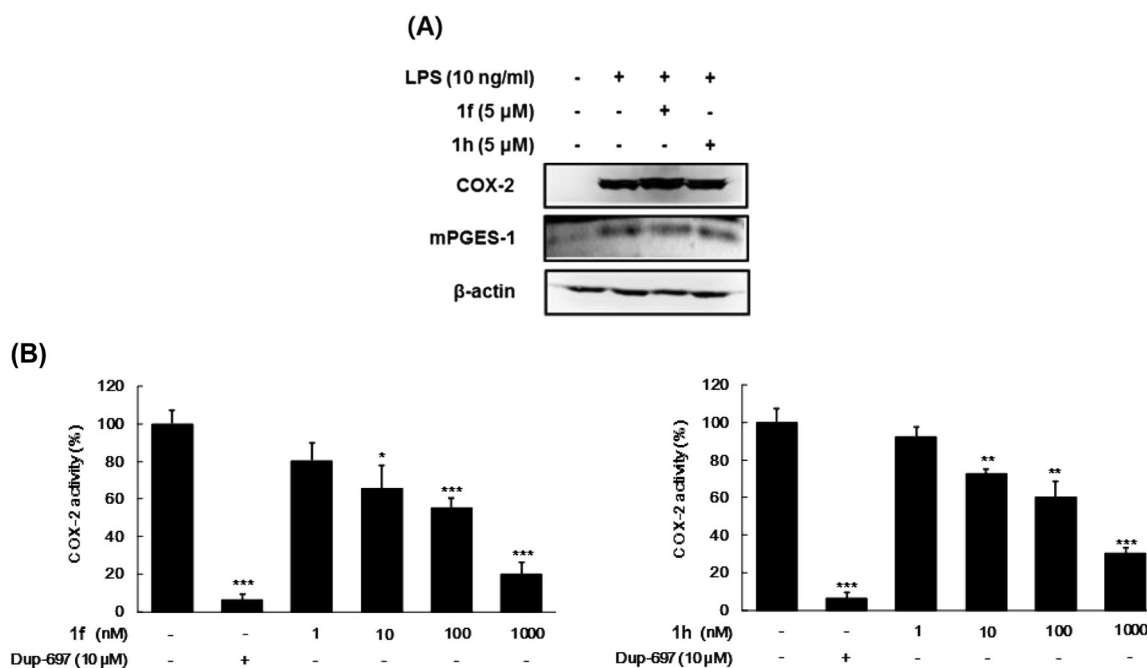 (A)
LPS (10 ng/ml) - + + +
1f (5 µM) - - + -
1h (5 µM) - - - +
COX-2
mPGES-1
β-actin
(B)
120
100
80
60
40
20
0
COX-2 activity (%)
***
*
***
***
1f (nM) - - 1 10 100 1000
Dup-697 (10 µM) - + - - - -
120
100
80
60
40
20
0
COX-2 activity (%)
***
**
**
***
1h (nM) - - 1 10 100 1000
Dup-697 (10 µM) - + - - - -